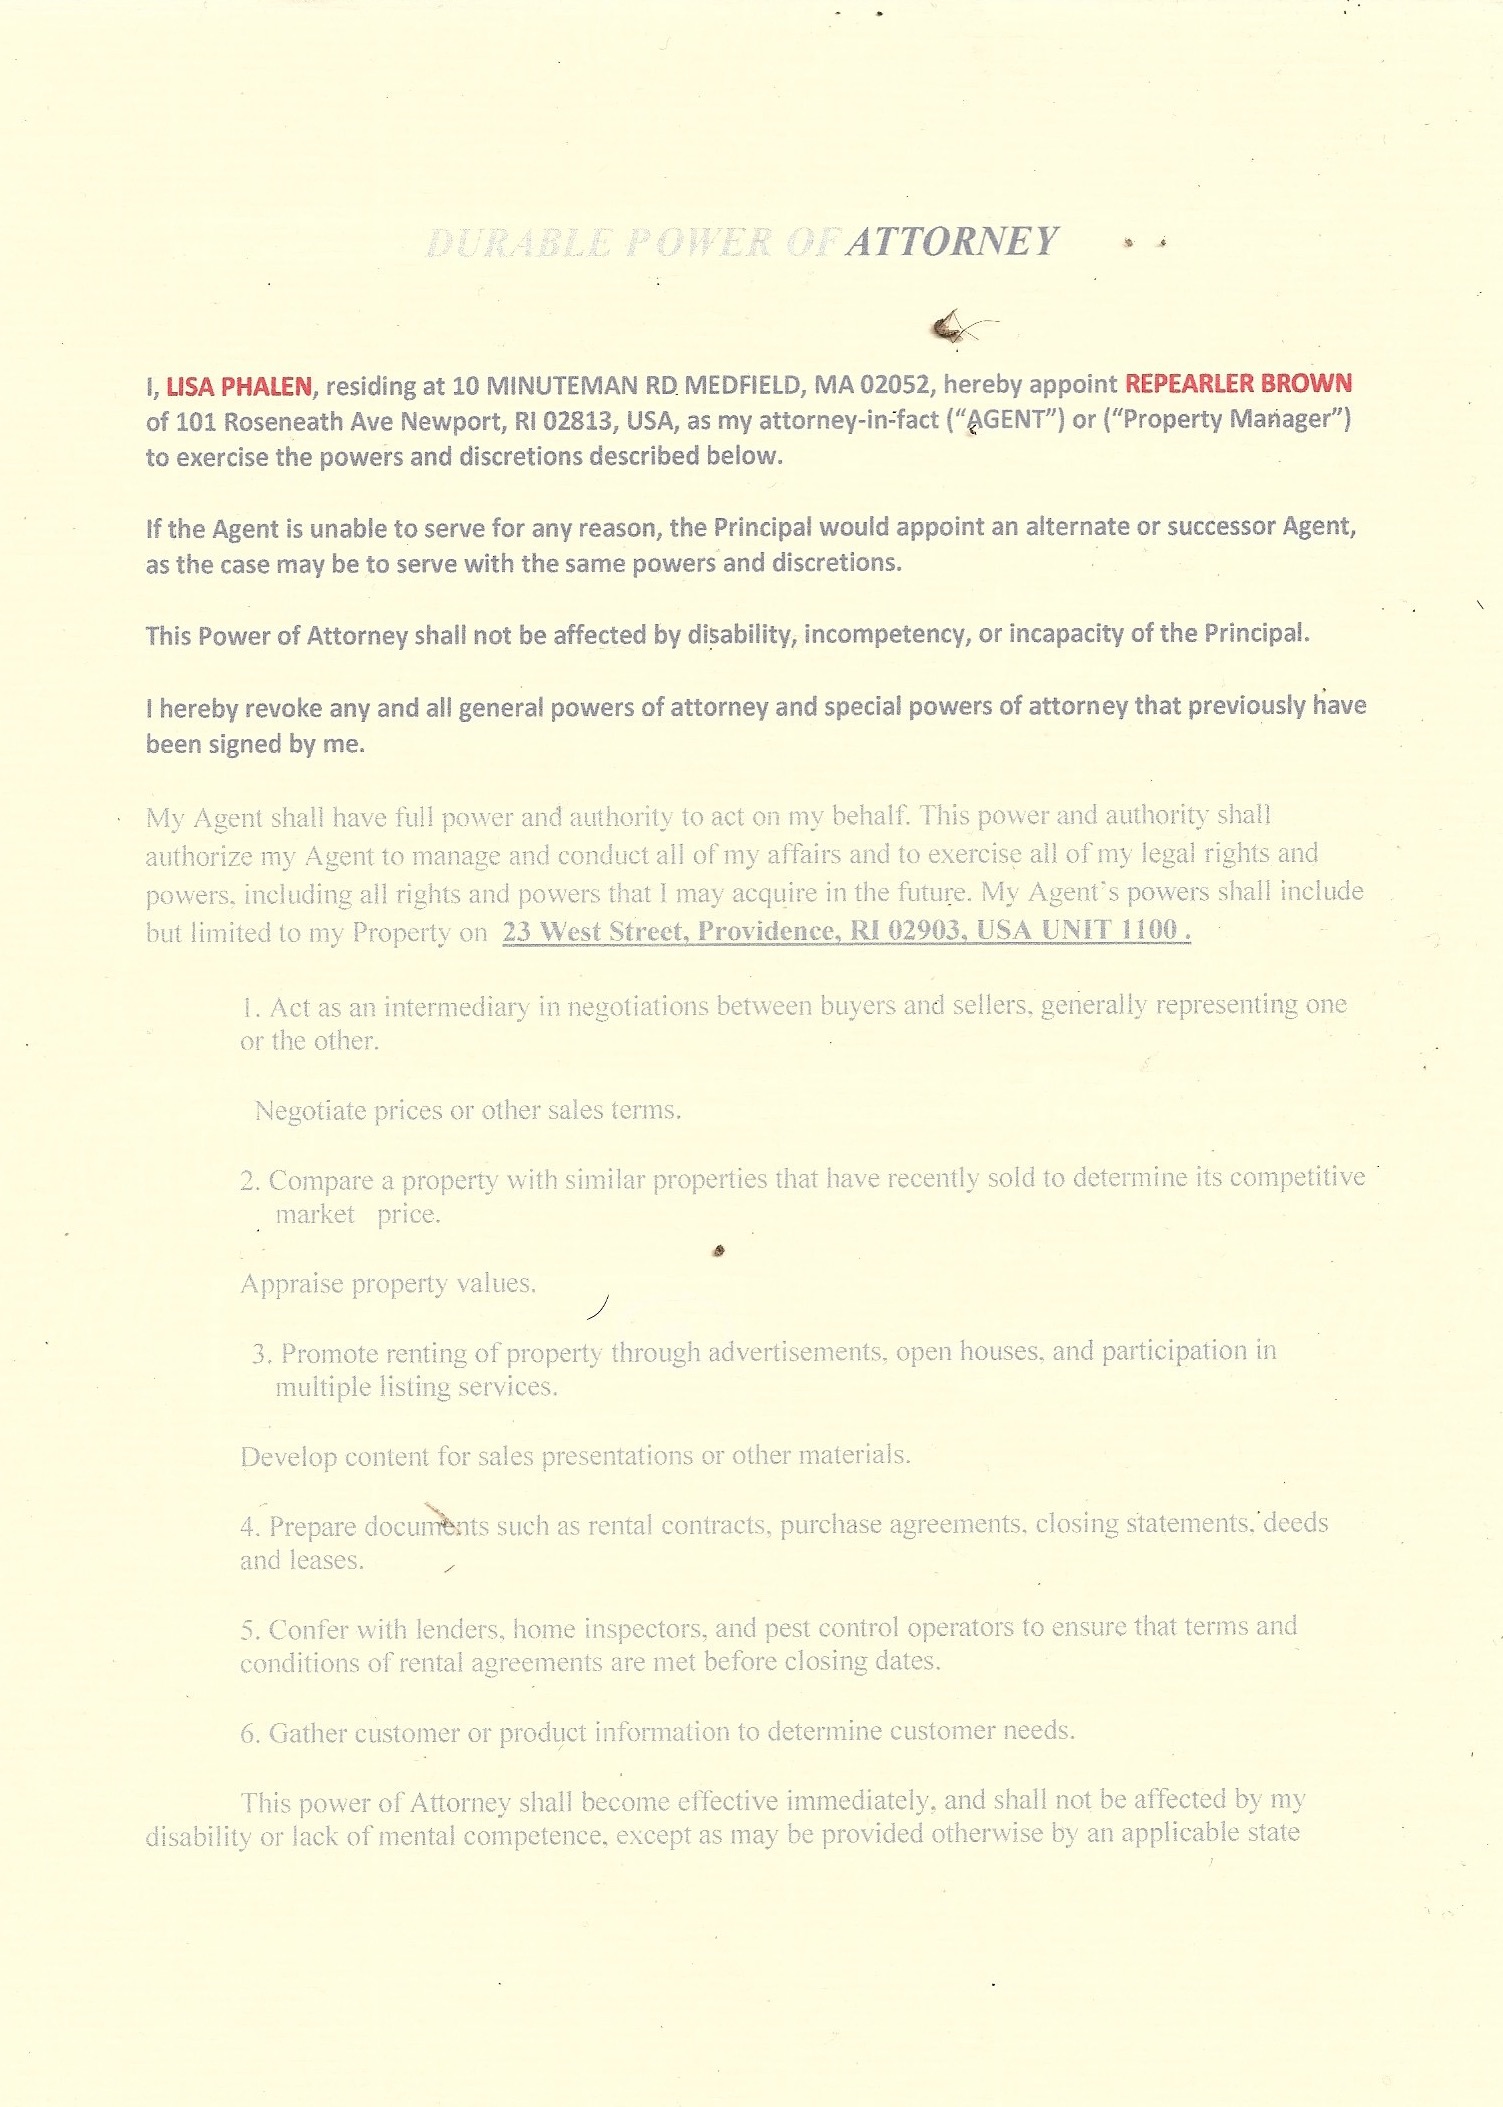 DURABLE POWER OF ATTORNEY
I, LISA PHALEN, residing at 10 MINUTEMAN RD MEDFIELD, MA 02052, hereby appoint REPEARLER BROWN
of 101 Roseneath Ave Newport, RI 02813, USA, as my attorney-in-fact (“AGENT”) or (“Property Manager”)
to exercise the powers and discretions described below.
If the Agent is unable to serve for any reason, the Principal would appoint an alternate or successor Agent,
as the case may be to serve with the same powers and discretions.
This Power of Attorney shall not be affected by disability, incompetency, or incapacity of the Principal.
I hereby revoke any and all general powers of attorney and special powers of attorney that previously have
been signed by me.
My Agent shall have full power and authority to act on my behalf. This power and authority shall
authorize my Agent to manage and conduct all of my affairs and to exercise all of my legal rights and
powers, including all rights and powers that I may acquire in the future. My Agent's powers shall include
but limited to my Property on 23 West Street, Providence, RI 02903, USA UNIT 1100 .
1. Act as an intermediary in negotiations between buyers and sellers, generally representing one
or the other.
Negotiate prices or other sales terms.
2. Compare a property with similar properties that have recently sold to determine its competitive
market price.
Appraise property values.
3. Promote renting of property through advertisements, open houses, and participation in
multiple listing services.
Develop content for sales presentations or other materials.
4. Prepare documents such as rental contracts, purchase agreements, closing statements, deeds
and leases.
5. Confer with lenders, home inspectors, and pest control operators to ensure that terms and
conditions of rental agreements are met before closing dates.
6. Gather customer or product information to determine customer needs.
This power of Attorney shall become effective immediately, and shall not be affected by my
disability or lack of mental competence, except as may be provided otherwise by an applicable state